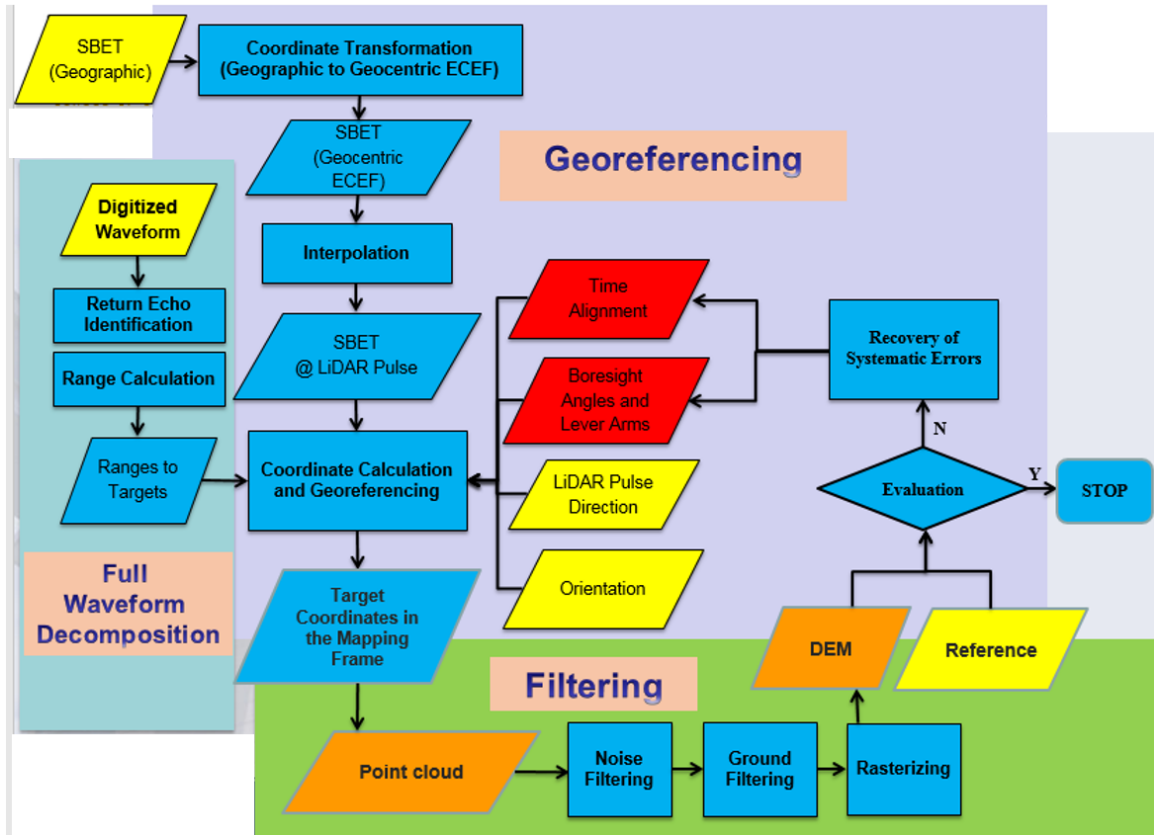 SBET
(Geographic)
Coordinate Transformation
(Geographic to Geocentric ECEF)
SBET
(Geocentric
ECEF)
Georeferencing
Digitized
Waveform
Interpolation
Return Echo
Identification
Range Calculation
SBET
@ LiDAR Pulse
Time
Alignment
Boresight
Angles and
Lever Arms
Recovery of
Systematic Errors
N
Ranges to
Targets
Coordinate Calculation
and Georeferencing
LiDAR Pulse
Direction
Evaluation
Y
STOP
Full
Waveform
Decomposition
Target
Coordinates in
the Mapping
Frame
Orientation
DEM
Reference
Filtering
Point cloud
Noise
Filtering
Ground
Filtering
Rasterizing